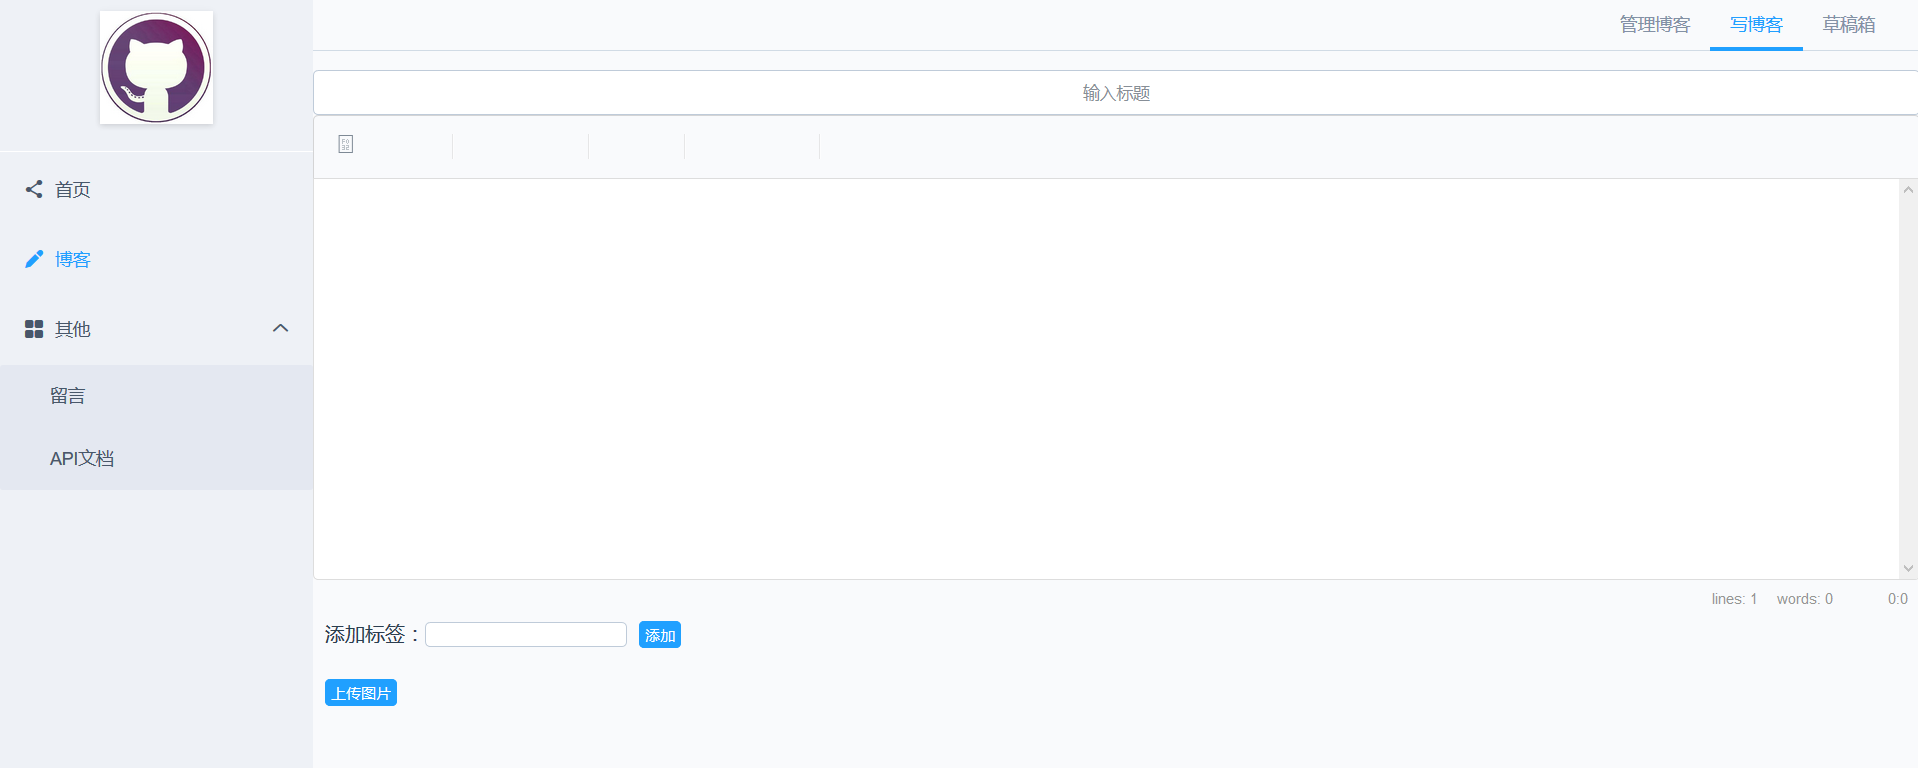 管理博客 写博客 草稿箱
输入标题
首页
博客
其他
留言
API文档
lines: 1 words: 0 0:0
添加标签： 添加
上传图片